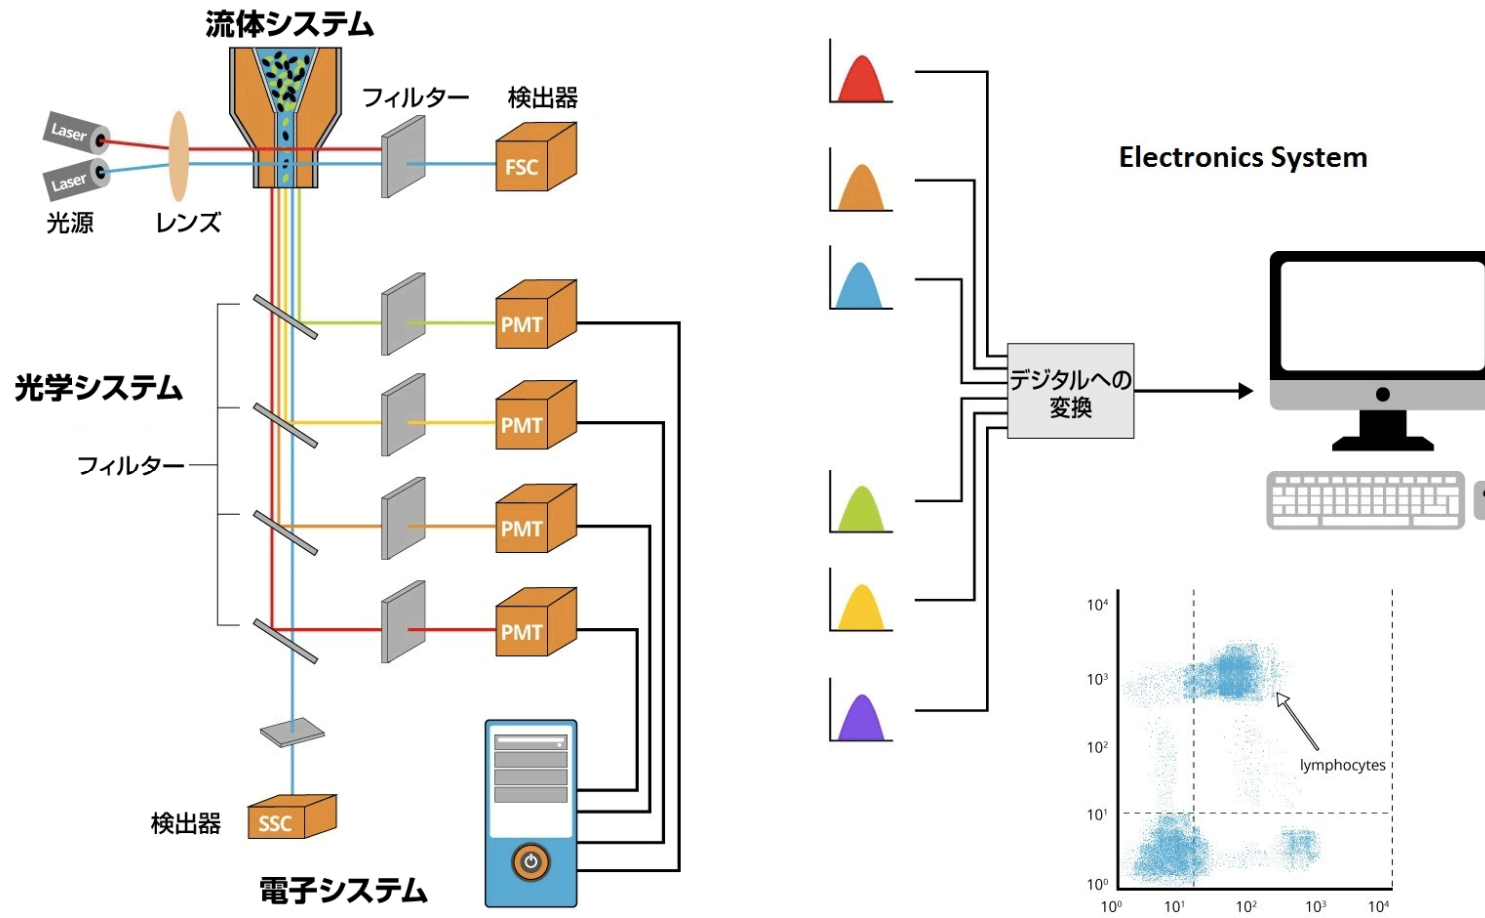 流体システム
フィルター
検出器
Laser
Laser
FSC
光源
レンズ
PMT
光学システム
PMT
フィルター
PMT
PMT
検出器
SSC
電子システム
Electronics System
デジタルへの
変換
10⁴
10³
10²
lymphocytes
10¹
10⁰
10⁰
10¹
10²
10³
10⁴